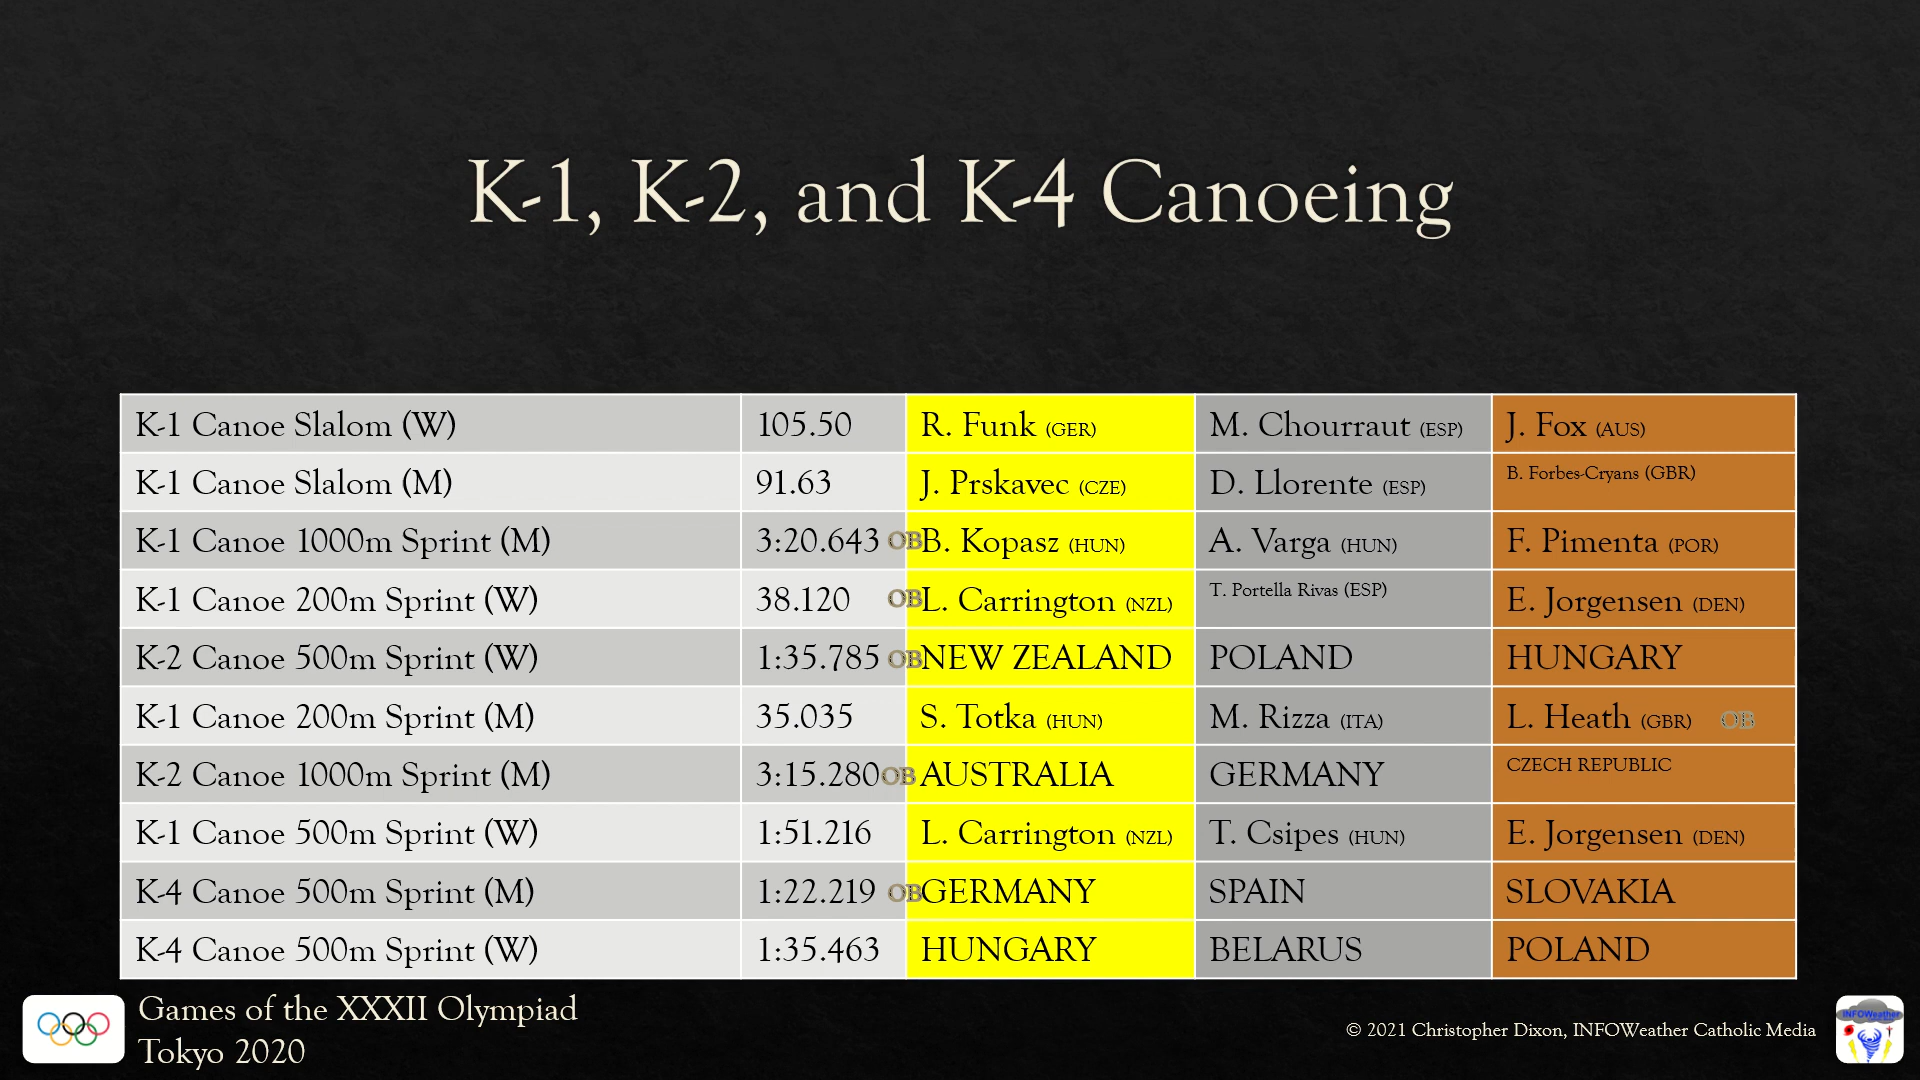 K-1, K-2, and K-4 Canoeing
K-1 Canoe Slalom (W) 105.50 R. Funk (GER) M. Chourraut (ESP) J. Fox (AUS)
K-1 Canoe Slalom (M) 91.63 J. Prskavec (CZE) D. Llorente (ESP) B. Forbes-Cryans (GBR)
K-1 Canoe 1000m Sprint (M) 3:20.643 OB B. Kopasz (HUN) A. Varga (HUN) F. Pimenta (POR)
K-1 Canoe 200m Sprint (W) 38.120 OB L. Carrington (NZL) T. Portella Rivas (ESP) E. Jorgensen (DEN)
K-2 Canoe 500m Sprint (W) 1:35.785 OB NEW ZEALAND POLAND HUNGARY
K-1 Canoe 200m Sprint (M) 35.035 S. Totka (HUN) M. Rizza (ITA) L. Heath (GBR) OB
K-2 Canoe 1000m Sprint (M) 3:15.280 OB AUSTRALIA GERMANY CZECH REPUBLIC
K-1 Canoe 500m Sprint (W) 1:51.216 L. Carrington (NZL) T. Csipes (HUN) E. Jorgensen (DEN)
K-4 Canoe 500m Sprint (M) 1:22.219 OB GERMANY SPAIN SLOVAKIA
K-4 Canoe 500m Sprint (W) 1:35.463 HUNGARY BELARUS POLAND
Games of the XXXII Olympiad
Tokyo 2020
© 2021 Christopher Dixon, INFOWeather Catholic Media
INFOWeather